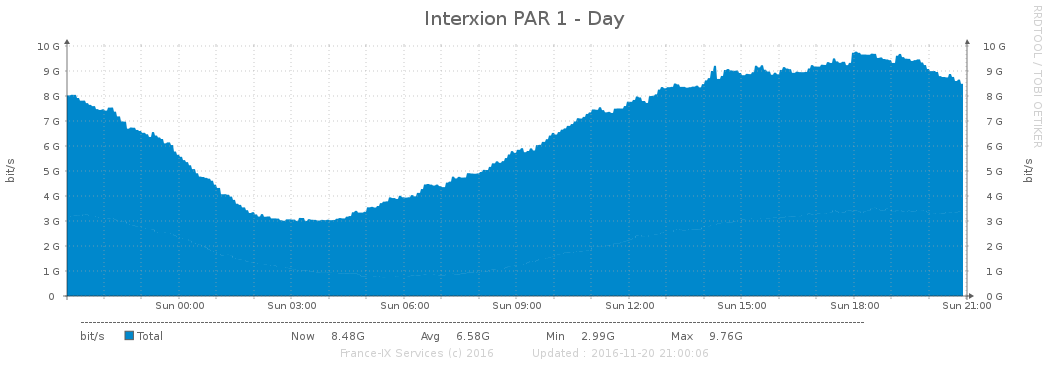 Interxion PAR 1 - Day
RRDTOOL / TOBI OETIKER
10 G 10 G
9 G 9 G
8 G 8 G
7 G 7 G
6 G 6 G
5 G 5 G
4 G 4 G
3 G 3 G
2 G 2 G
1 G 1 G
0 0 G
bit/s bit/s
Sun 00:00 Sun 03:00 Sun 06:00 Sun 09:00 Sun 12:00 Sun 15:00 Sun 18:00 Sun 21:00
bit/s Total Now 8.48G Avg 6.58G Min 2.99G Max 9.76G
France-IX Services (c) 2016 Updated : 2016-11-20 21:00:06